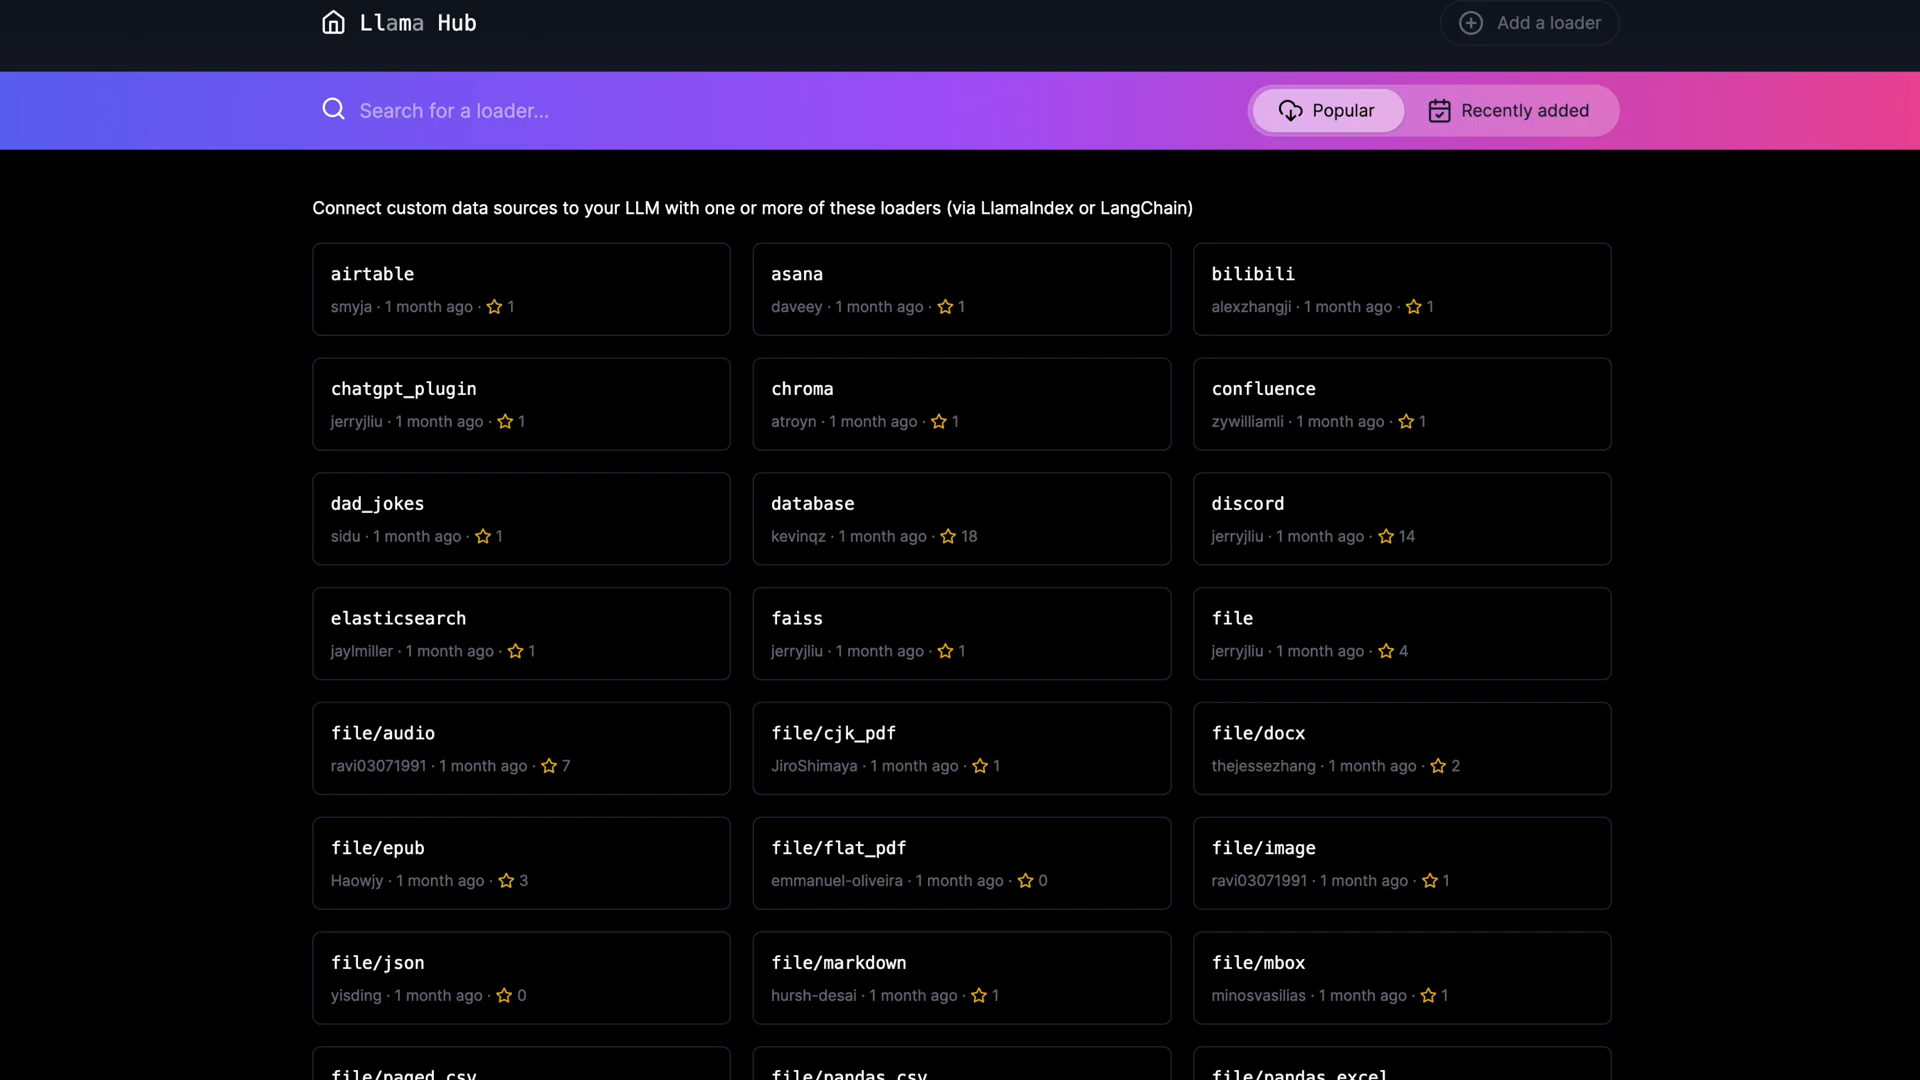 Llama Hub
Add a loader
Search for a loader...
Popular
Recently added
Connect custom data sources to your LLM with one or more of these loaders (via LlamaIndex or LangChain)
airtable
smyja · 1 month ago · 1
asana
daveey · 1 month ago · 1
bilibili
alexzhangji · 1 month ago · 1
chatgpt_plugin
jerryjliu · 1 month ago · 1
chroma
atroyn · 1 month ago · 1
confluence
zywilliamli · 1 month ago · 1
dad_jokes
sidu · 1 month ago · 1
database
kevinqz · 1 month ago · 18
discord
jerryjliu · 1 month ago · 14
elasticsearch
jaylmiller · 1 month ago · 1
faiss
jerryjliu · 1 month ago · 1
file
jerryjliu · 1 month ago · 4
file/audio
ravi03071991 · 1 month ago · 7
file/cjk_pdf
JiroShimaya · 1 month ago · 1
file/docx
thejessezhang · 1 month ago · 2
file/epub
Haowjy · 1 month ago · 3
file/flat_pdf
emmanuel-oliveira · 1 month ago · 0
file/image
ravi03071991 · 1 month ago · 1
file/json
yisding · 1 month ago · 0
file/markdown
hursh-desai · 1 month ago · 1
file/mbox
minosvasilias · 1 month ago · 1
file/paged_csv
file/pandas_csv
file/pandas_excel